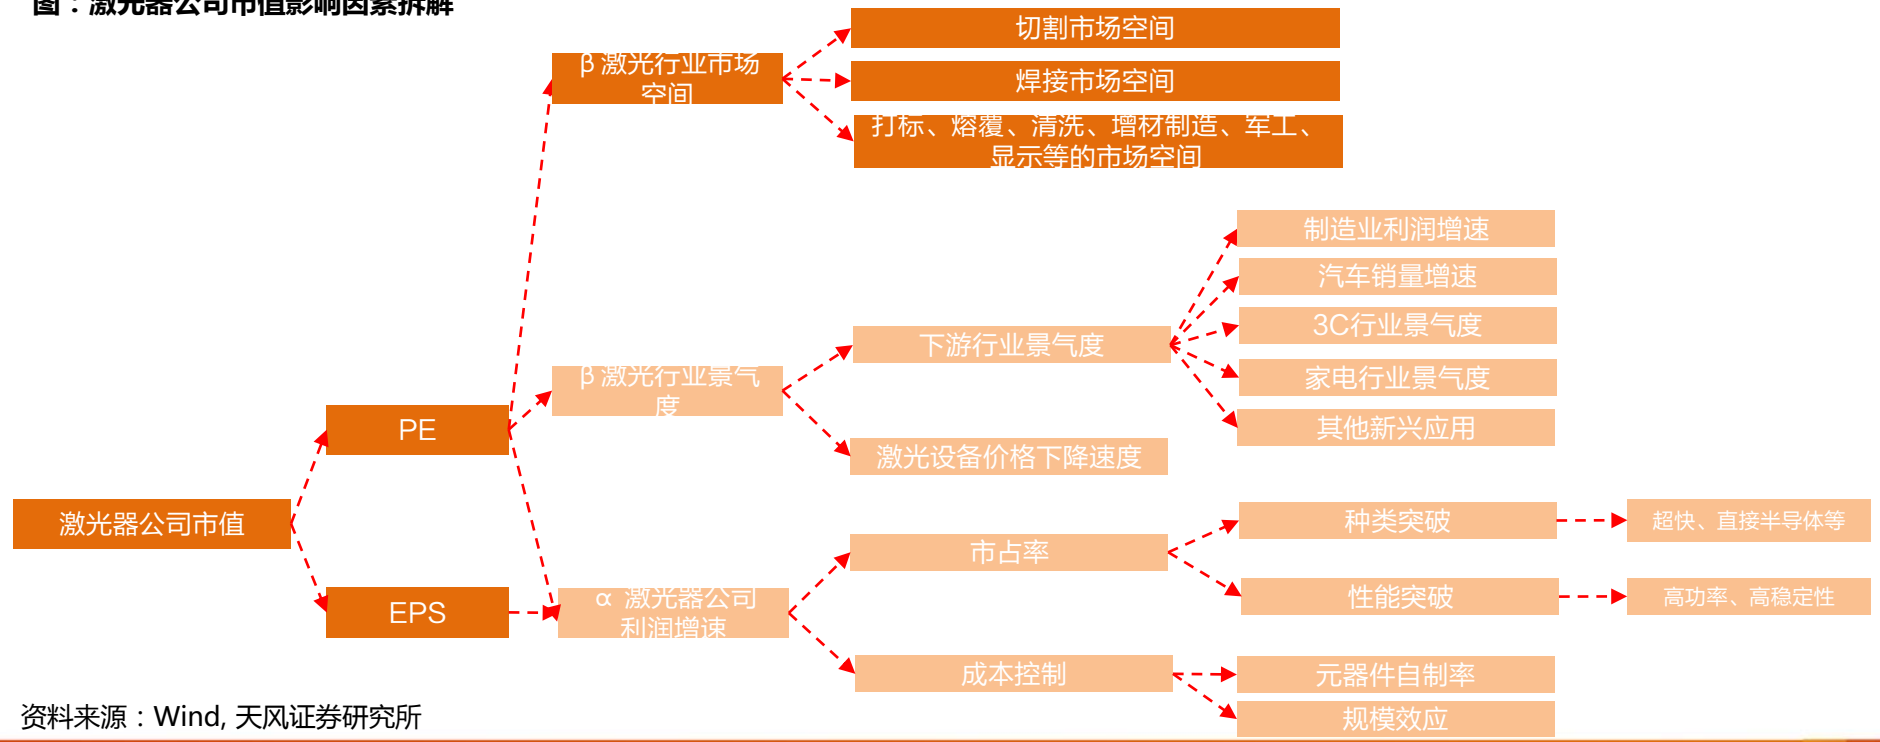 图：激光器公司市值影响因素拆解
切割市场空间
β 激光行业市场
空间
焊接市场空间
打标、熔覆、清洗、增材制造、军工、
显示等的市场空间
制造业利润增速
汽车销量增速
3C行业景气度
下游行业景气度
家电行业景气度
β 激光行业景气
度
其他新兴应用
PE
激光设备价格下降速度
激光器公司市值
种类突破
超快、直接半导体等
市占率
性能突破
高功率、高稳定性
EPS
α 激光器公司
利润增速
成本控制
元器件自制率
规模效应
资料来源：Wind, 天风证券研究所